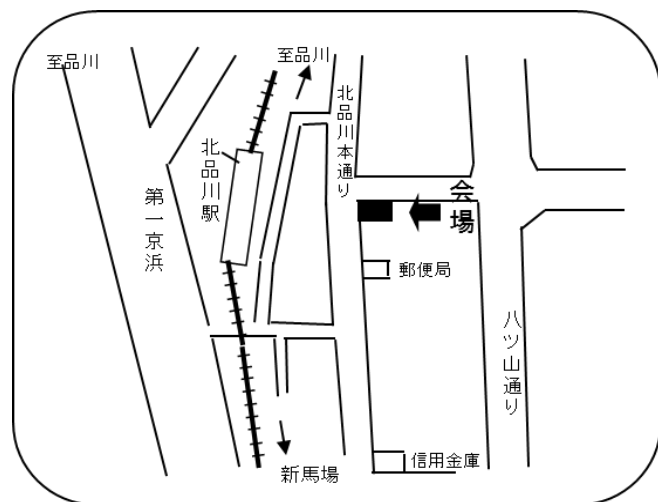 至品川
至品川
北品川本通り
北品川駅
第一京浜
会場
郵便局
八ツ山通り
信用金庫
新馬場